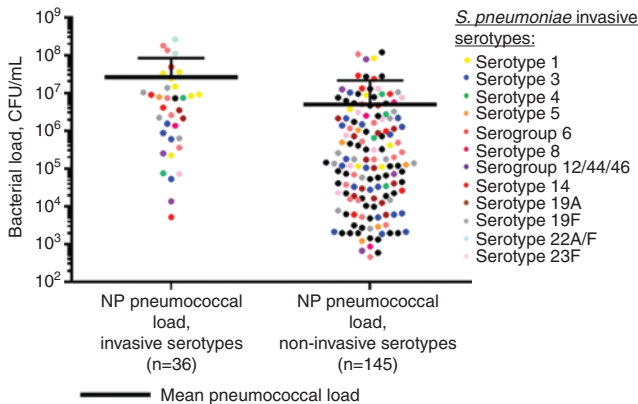 S. pneumoniae invasive
serotypes:
Serotype 1
Serotype 3
Serotype 4
Serotype 5
Serogroup 6
Serotype 8
Serogroup 12/44/46
Serotype 14
Serotype 19A
Serotype 19F
Serotype 22A/F
Serotype 23F
Bacterial load, CFU/mL
10⁹
10⁸
10⁷
10⁶
10⁵
10⁴
10³
10²
NP pneumococcal
load,
invasive serotypes
(n=36)
NP pneumococcal
load,
non-invasive serotypes
(n=145)
Mean pneumococcal load